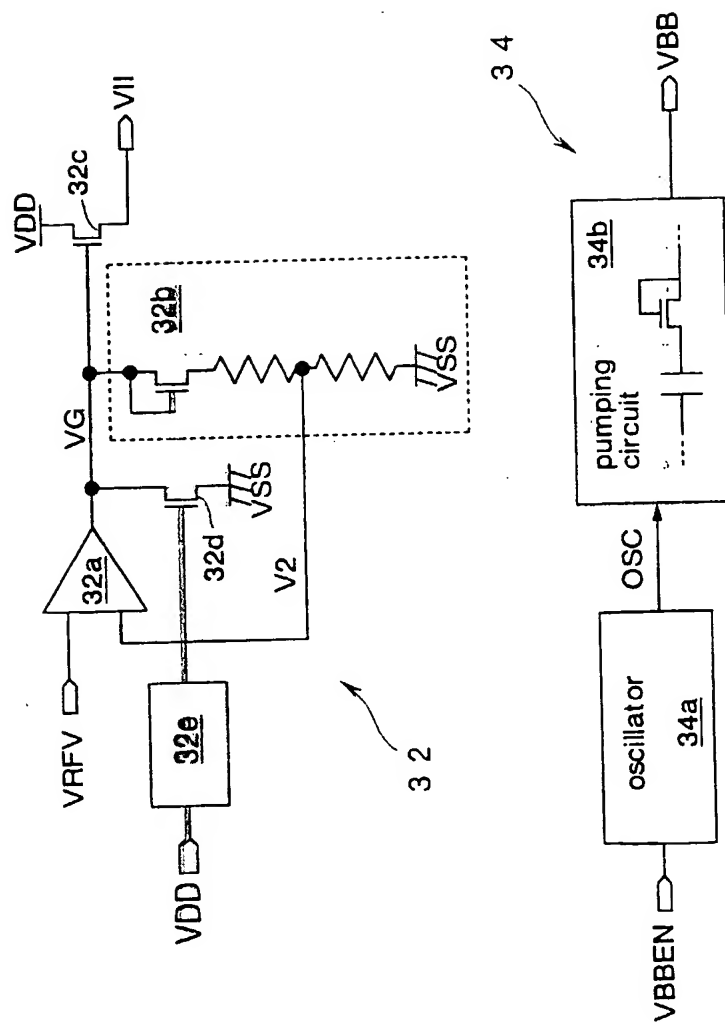 VDD
32c
VII
VG
32a
VRFV
32b
VSS
32d
VSS
V2
32e
VDD
32
34
VBBEN
oscillator
34a
OSC
pumping
circuit
34b
VBB